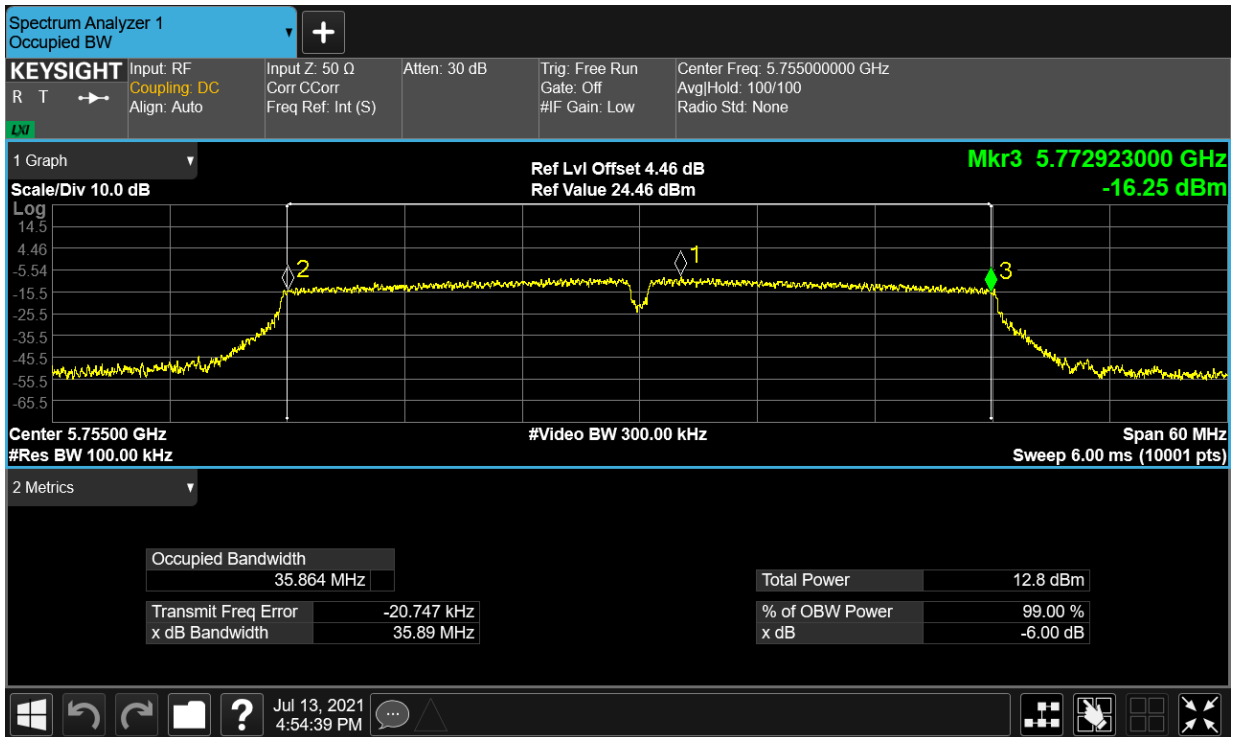 Spectrum Analyzer 1
Occupied BW
KEYSIGHT
R T
LXI
Input: RF
Coupling: DC
Align: Auto
Input Z: 50 Ω
Corr CCorr
Freq Ref: Int (S)
Atten: 30 dB
Trig: Free Run
Gate: Off
#IF Gain: Low
Center Freq: 5.755000000 GHz
Avg|Hold: 100/100
Radio Std: None
1 Graph
Scale/Div 10.0 dB
Ref Lvl Offset 4.46 dB
Ref Value 24.46 dBm
Mkr3 5.772923000 GHz
-16.25 dBm
Log
14.5
4.46
-5.54
-15.5
-25.5
-35.5
-45.5
-55.5
-65.5
2
1
3
Center 5.75500 GHz
#Video BW 300.00 kHz
Span 60 MHz
#Res BW 100.00 kHz
Sweep 6.00 ms (10001 pts)
2 Metrics
Occupied Bandwidth
35.864 MHz
Transmit Freq Error -20.747 kHz
x dB Bandwidth 35.89 MHz
Total Power 12.8 dBm
% of OBW Power 99.00 %
x dB -6.00 dB
?
Jul 13, 2021
4:54:39 PM